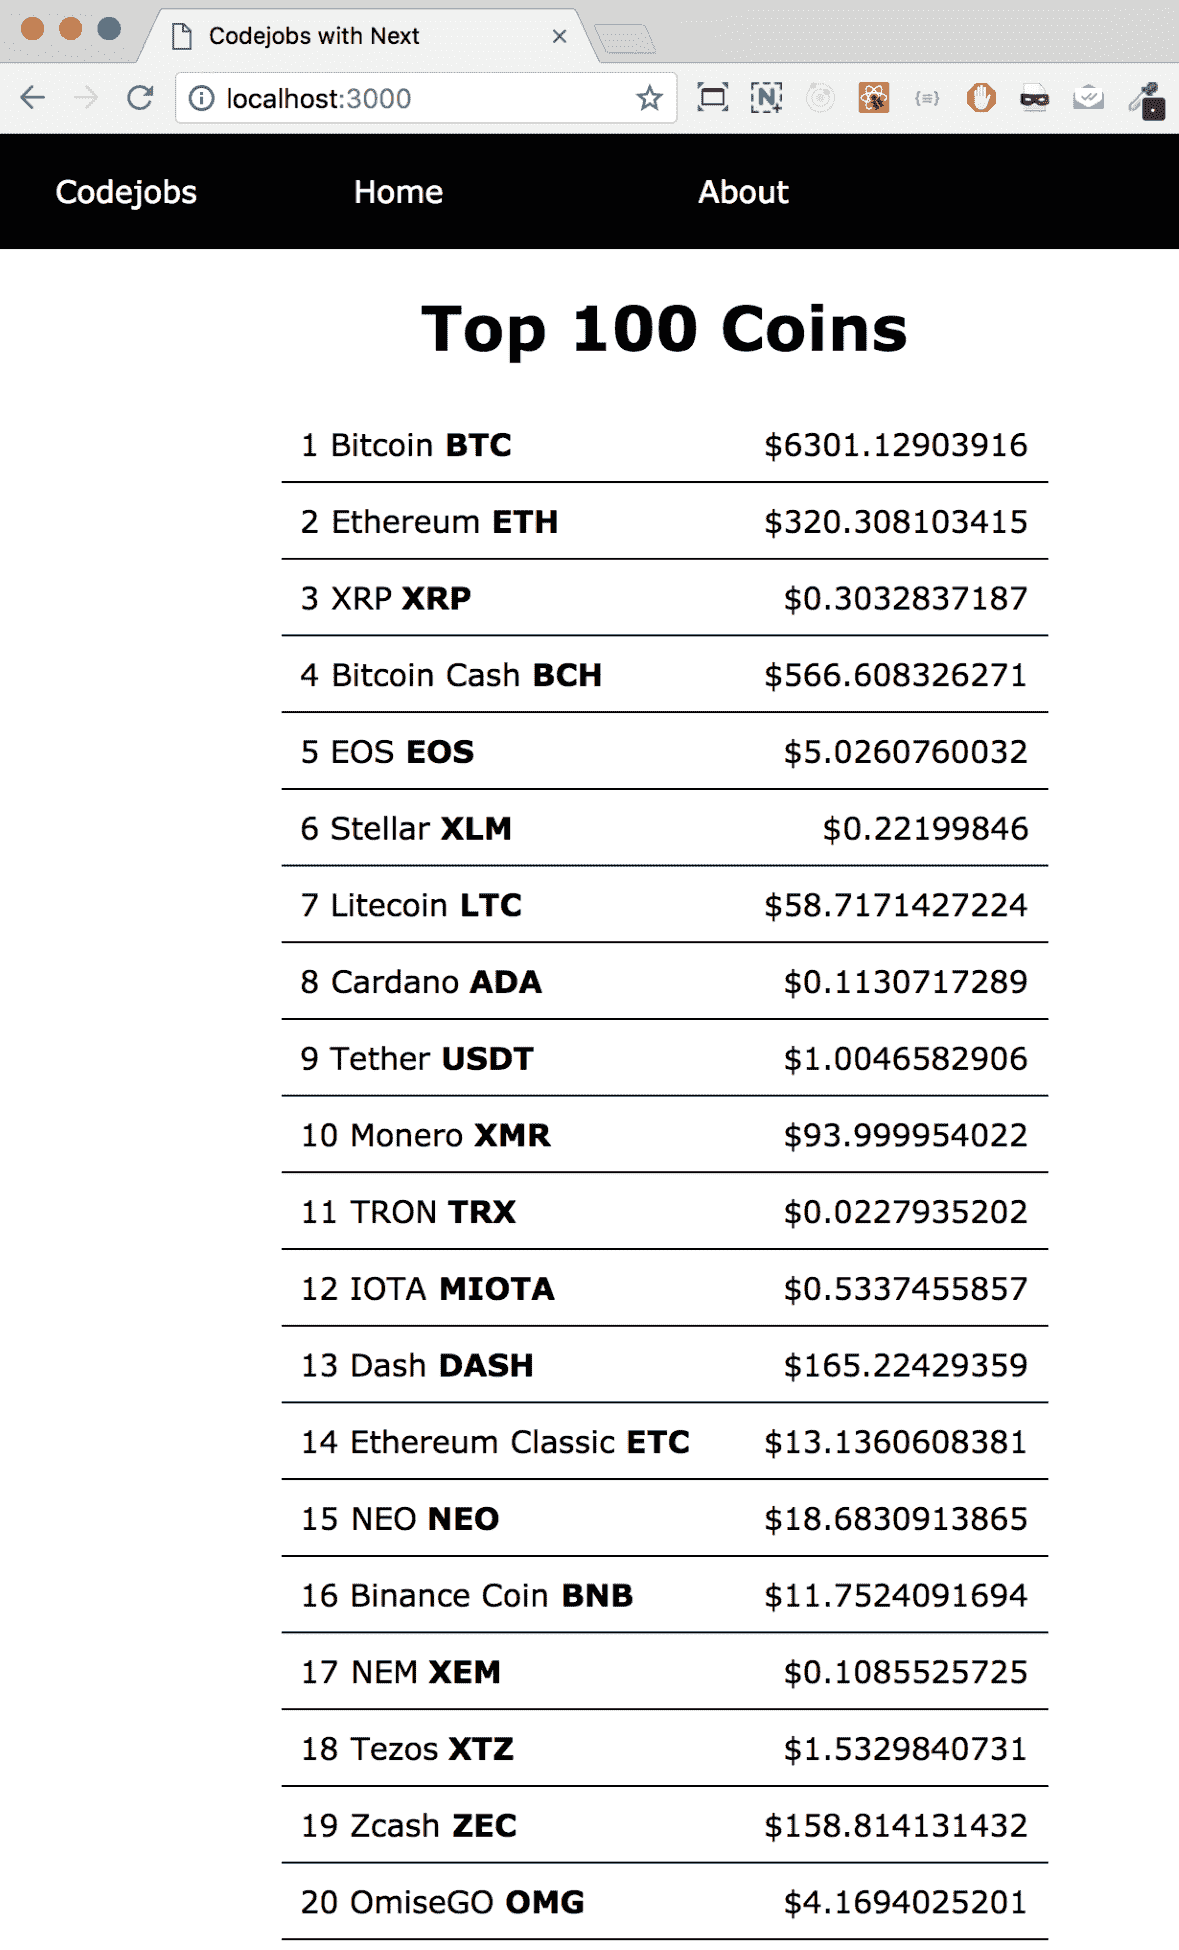 Codejobs with Next
localhost:3000
Codejobs Home About
Top 100 Coins
1 Bitcoin BTC $6301.12903916
2 Ethereum ETH $320.308103415
3 XRP XRP $0.3032837187
4 Bitcoin Cash BCH $566.608326271
5 EOS EOS $5.0260760032
6 Stellar XLM $0.22199846
7 Litecoin LTC $58.7171427224
8 Cardano ADA $0.1130717289
9 Tether USDT $1.0046582906
10 Monero XMR $93.999954022
11 TRON TRX $0.0227935202
12 IOTA MIOTA $0.5337455857
13 Dash DASH $165.22429359
14 Ethereum Classic ETC $13.1360608381
15 NEO NEO $18.6830913865
16 Binance Coin BNB $11.7524091694
17 NEM XEM $0.1085525725
18 Tezos XTZ $1.5329840731
19 Zcash ZEC $158.814131432
20 OmiseGO OMG $4.1694025201